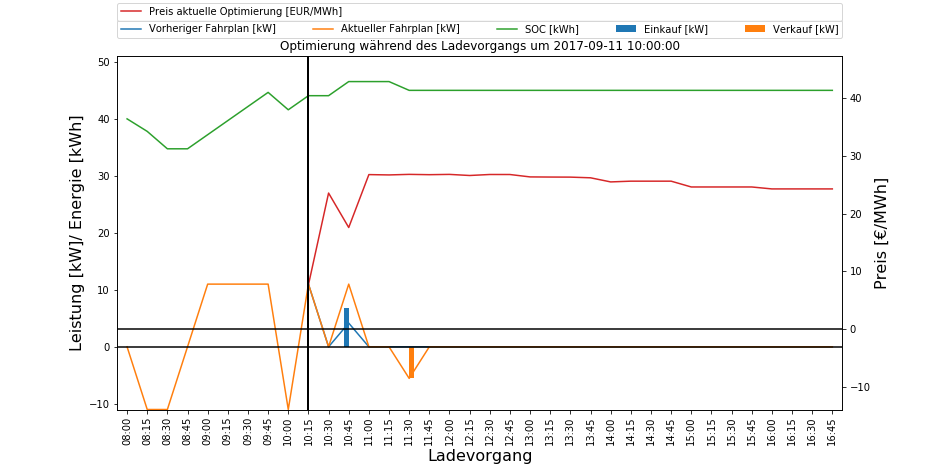 Preis aktuelle Optimierung [EUR/MWh]
Vorheriger Fahrplan [kW] Aktueller Fahrplan [kW] SOC [kWh] Einkauf [kW] Verkauf [kW]
Optimierung während des Ladevorgangs um 2017-09-11 10:00:00
Leistung [kW]/ Energie [kWh]
50
40
30
20
10
0
−10
Preis [€/MWh]
40
30
20
10
0
−10
08:00 08:15 08:30 08:45 09:00 09:15 09:30 09:45 10:00 10:15 10:30 10:45 11:00 11:15 11:30 11:45 12:00 12:15 12:30 12:45 13:00 13:15 13:30 13:45 14:00 14:15 14:30 14:45 15:00 15:15 15:30 15:45 16:00 16:15 16:30 16:45
Ladevorgang